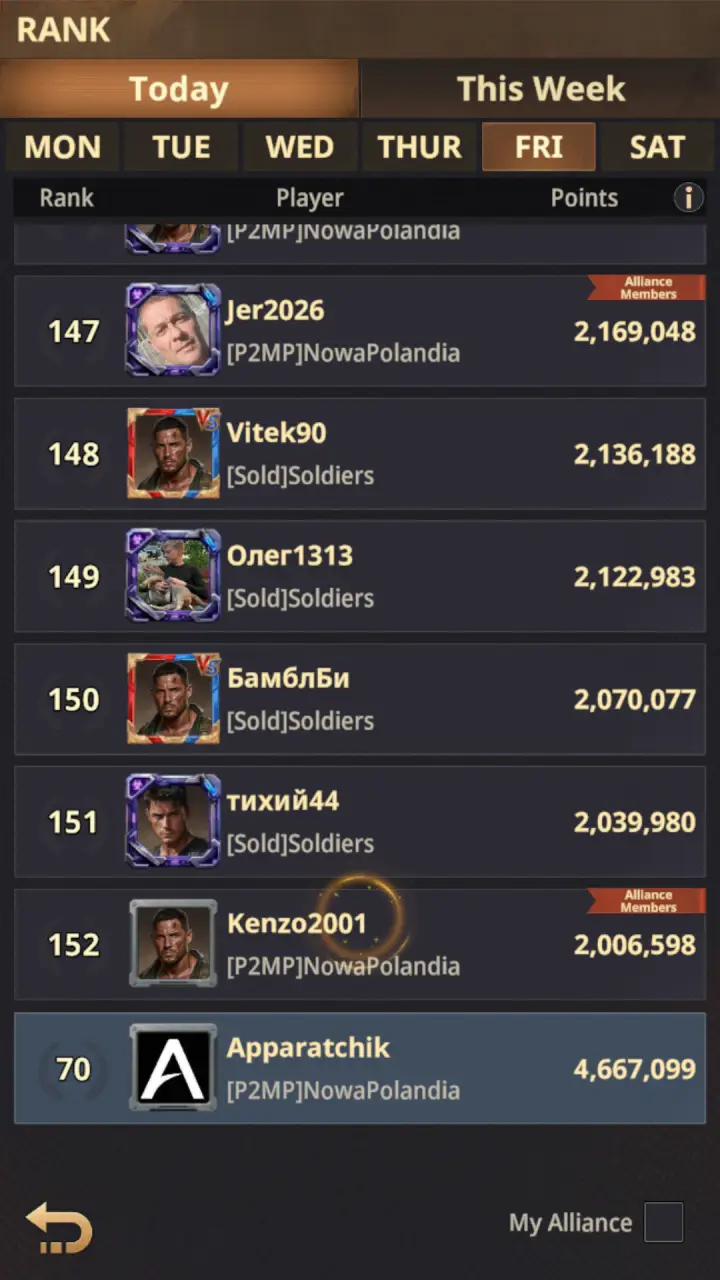 RANK
Today
This Week
MON TUE WED THUR FRI SAT
Rank Player Points i
[P2MP]NowaPolandia
Alliance
Members
147 Jer2026 2,169,048
[P2MP]NowaPolandia
148 Vitek90 2,136,188
[Sold]Soldiers
149 Олег1313 2,122,983
[Sold]Soldiers
150 БамблБи 2,070,077
[Sold]Soldiers
151 тихий44 2,039,980
[Sold]Soldiers
Alliance
Members
152 Kenzo2001 2,006,598
[P2MP]NowaPolandia
70 Apparatchik 4,667,099
[P2MP]NowaPolandia
My Alliance